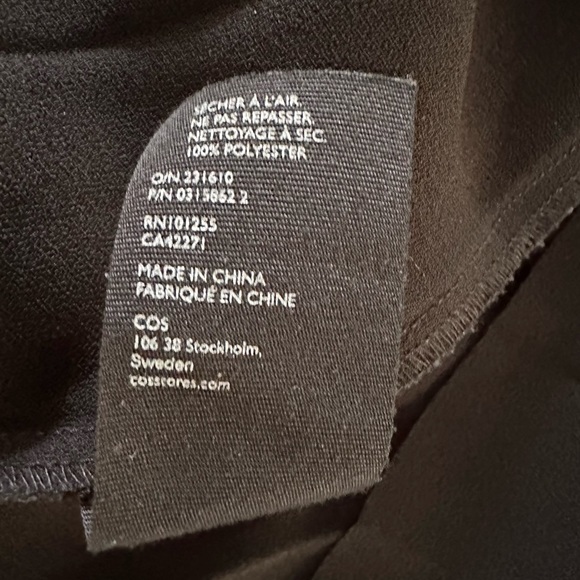 SÉCHER À L'AIR.
NE PAS REPASSER.
NETTOYAGE À SEC.
100% POLYESTER
O/N 231610
P/N 0315862 2
RN101255
CA42271
MADE IN CHINA
FABRIQUÉ EN CHINE
COS
106 38 Stockholm,
Sweden
cosstores.com